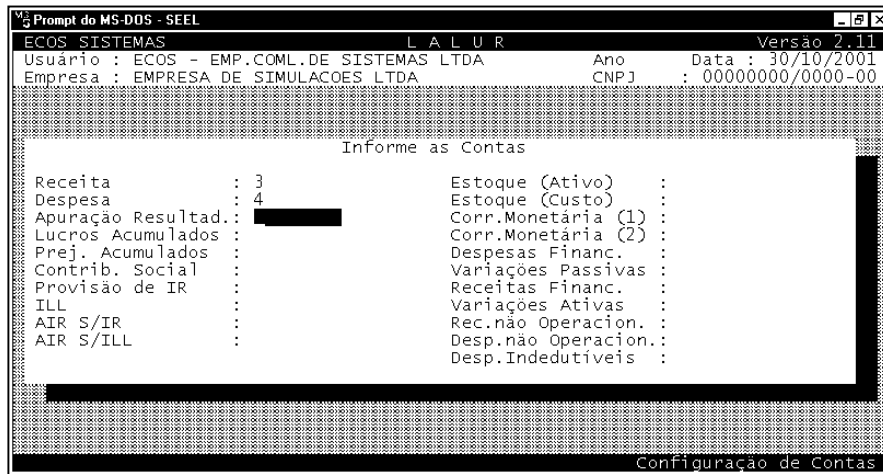 Prompt do MS-DOS - SEEL
ECOS SISTEMAS L A L U R Versão 2.11
Usuário : ECOS - EMP.COML.DE SISTEMAS LTDA Ano Data : 30/10/2001
Empresa : EMPRESA DE SIMULACOES LTDA CNPJ : 00000000/0000-00
Informe as Contas
Receita : 3 Estoque (Ativo) :
Despesa : 4 Estoque (Custo) :
Apuração Resultad.: Corr.Monetária (1) :
Lucros Acumulados : Corr.Monetária (2) :
Prej. Acumulados : Despesas Financ. :
Contrib. Social : Variações Passivas :
Provisão de IR : Receitas Financ. :
ILL : Variações Ativas :
AIR S/IR : Rec.não Operacion. :
AIR S/ILL : Desp.não Operacion.:
Desp.Indedutíveis :
Configuração de Contas